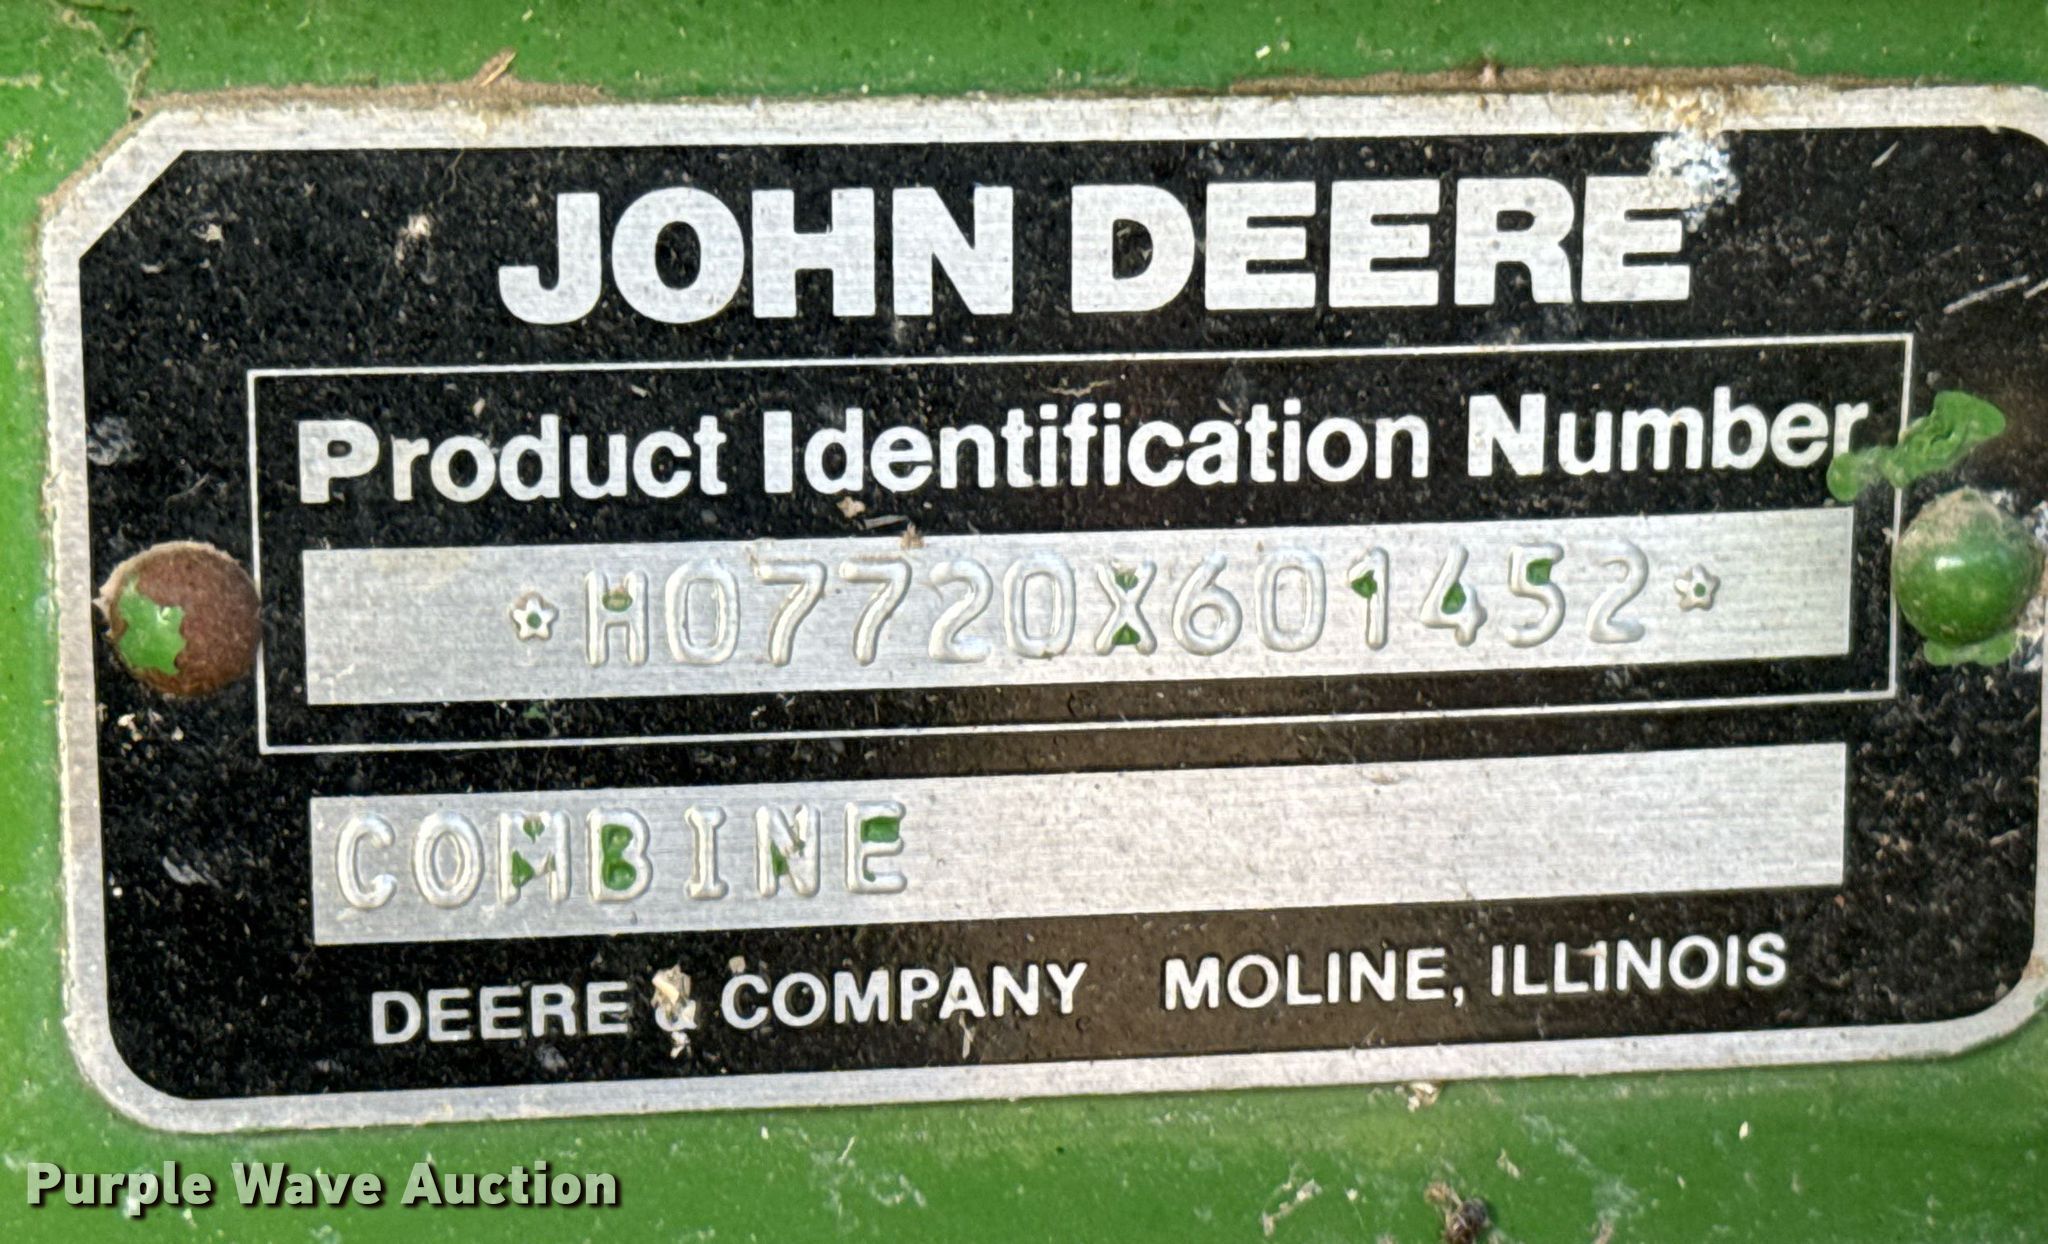 JOHN DEERE
Product Identification Number
*H07720X601452*
COMBINE
DEERE & COMPANY MOLINE, ILLINOIS
Purple Wave Auction